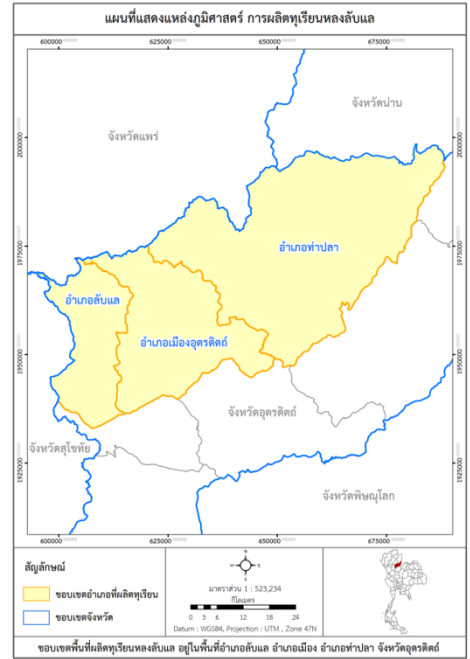 แผนที่แสดงแหล่งภูมิศาสตร์ การผลิตทุเรียนหลงลับแล
600000 625000 650000 675000
จังหวัดน่าน
จังหวัดแพร่
2000000 2000000
อำเภอท่าปลา
1975000 1975000
อำเภอลับแล
อำเภอเมืองอุตรดิตถ์
1950000 1950000
จังหวัดอุตรดิตถ์
จังหวัดสุโขทัย
1925000 1925000
จังหวัดพิษณุโลก
600000 625000 650000 675000
สัญลักษณ์
ขอบเขตอำเภอที่ผลิตทุเรียน
ขอบเขตจังหวัด
มาตราส่วน 1 : 523,234
กิโลเมตร
0 3 6 12 18 24
Datum : WGS84, Projection : UTM , Zone 47N
ขอบเขตพื้นที่ผลิตทุเรียนหลงลับแล อยู่ในพื้นที่อำเภอลับแล อำเภอเมือง อำเภอท่าปลา จังหวัดอุตรดิตถ์